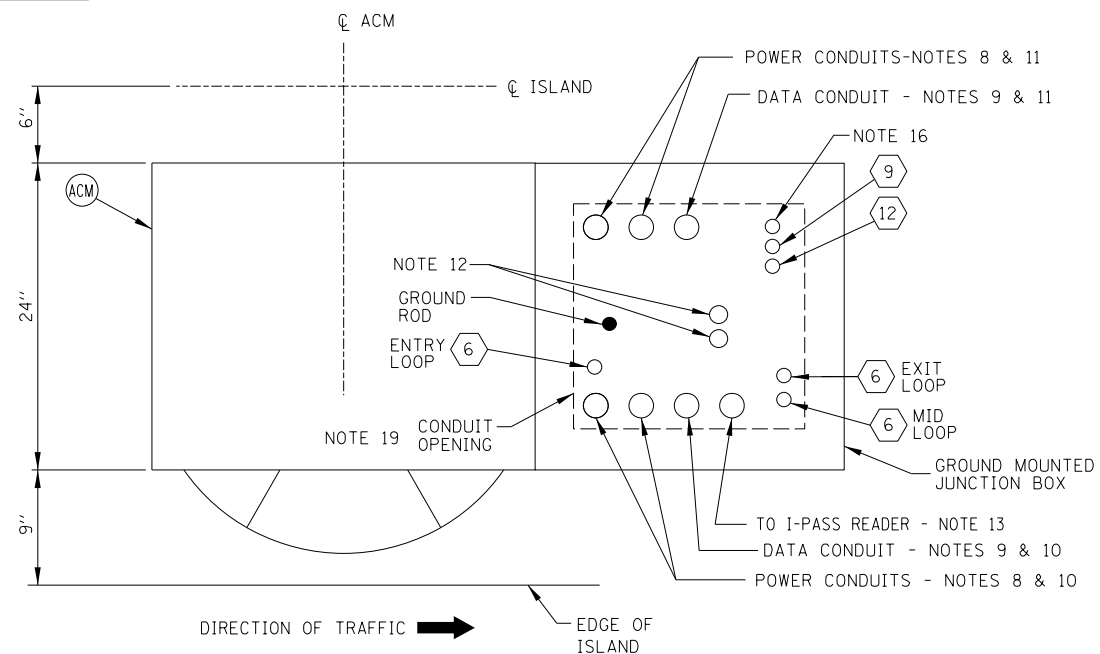 ℄ ACM
POWER CONDUITS-NOTES 8 & 11
℄ ISLAND
DATA CONDUIT - NOTES 9 & 11
6"
NOTE 16
9
ACM
12
NOTE 12
GROUND
ROD
24"
ENTRY
LOOP
6
6
EXIT
LOOP
NOTE 19
CONDUIT
OPENING
6
MID
LOOP
GROUND MOUNTED
JUNCTION BOX
9"
TO I-PASS READER - NOTE 13
DATA CONDUIT - NOTES 9 & 10
POWER CONDUITS - NOTES 8 & 10
DIRECTION OF TRAFFIC
EDGE OF
ISLAND